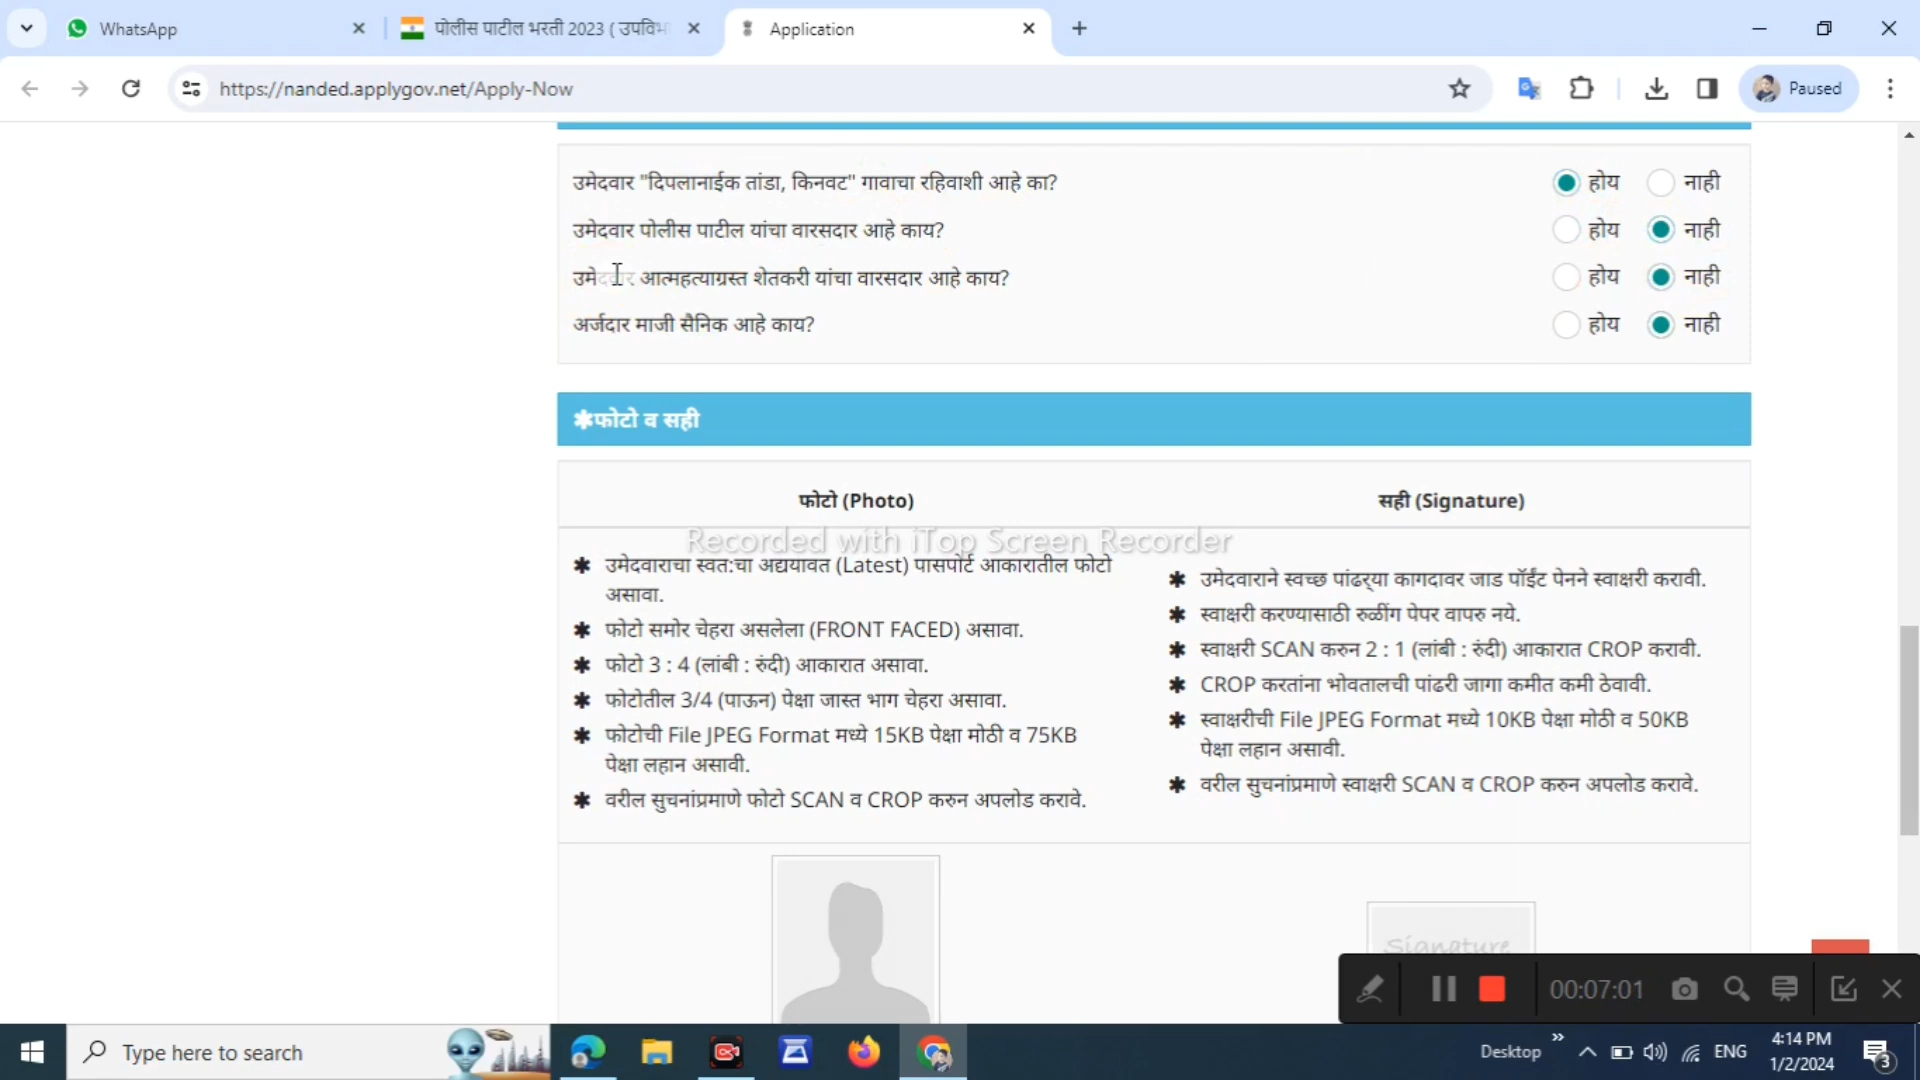 WhatsApp
पोलीस पाटील भरती 2023 ( उपविभ
Application
https://nanded.applygov.net/Apply-Now
Paused
उमेदवार "दिपलानाईक तांडा, किनवट" गावाचा रहिवाशी आहे का?
होय
नाही
उमेदवार पोलीस पाटील यांचा वारसदार आहे काय?
होय
नाही
उमेदवार आत्महत्याग्रस्त शेतकरी यांचा वारसदार आहे काय?
होय
नाही
अर्जदार माजी सैनिक आहे काय?
होय
नाही
✱फोटो व सही
फोटो (Photo)
सही (Signature)
Recorded with iTop Screen Recorder
✱ उमेदवाराचा स्वत:चा अद्ययावत (Latest) पासपोर्ट आकारातील फोटो
असावा.
✱ फोटो समोर चेहरा असलेला (FRONT FACED) असावा.
✱ फोटो 3 : 4 (लांबी : रुंदी) आकारात असावा.
✱ फोटोतील 3/4 (पाऊन) पेक्षा जास्त भाग चेहरा असावा.
✱ फोटोची File JPEG Format मध्ये 15KB पेक्षा मोठी व 75KB
पेक्षा लहान असावी.
✱ वरील सुचनांप्रमाणे फोटो SCAN व CROP करुन अपलोड करावे.
✱ उमेदवाराने स्वच्छ पांढर्‍या कागदावर जाड पॉईंट पेनने स्वाक्षरी करावी.
✱ स्वाक्षरी करण्यासाठी रुळींग पेपर वापरु नये.
✱ स्वाक्षरी SCAN करुन 2 : 1 (लांबी : रुंदी) आकारात CROP करावी.
✱ CROP करतांना भोवतालची पांढरी जागा कमीत कमी ठेवावी.
✱ स्वाक्षरीची File JPEG Format मध्ये 10KB पेक्षा मोठी व 50KB
पेक्षा लहान असावी.
✱ वरील सुचनांप्रमाणे स्वाक्षरी SCAN व CROP करुन अपलोड करावे.
Signature
00:07:01
Type here to search
Desktop
ENG
4:14 PM
1/2/2024
3